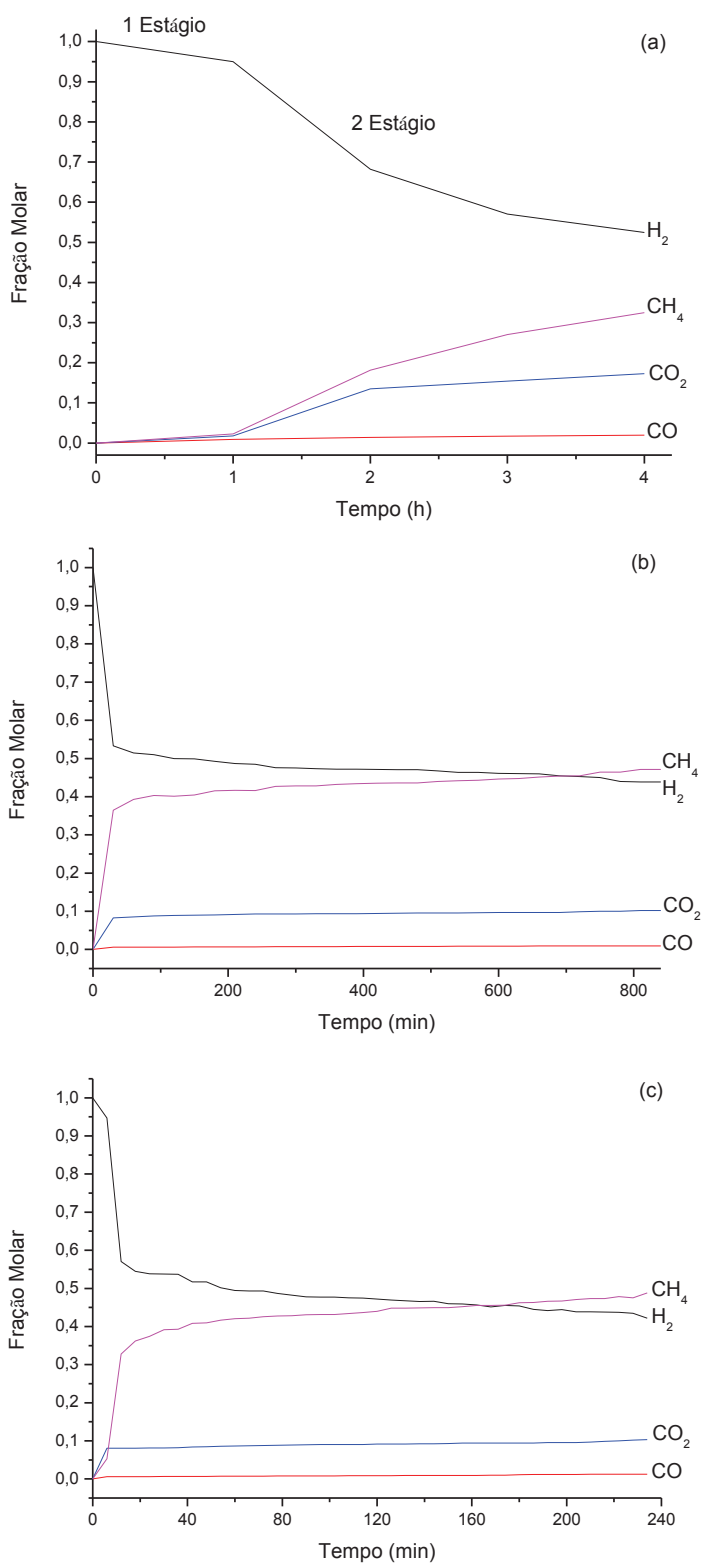 1 Estágio
(a)
1,0
0,9
0,8
2 Estágio
0,7
0,6
0,5
0,3
0,2
0,1
0,0
Fração Molar
H2
CH4
CO2
CO
0 1 2 3 4
Tempo (h)
(b)
1,0
0,9
0,8
0,7
0,6
0,5
0,4
0,3
0,2
0,1
0,0
Fração Molar
CH4
H2
CO2
CO
0 200 400 600 800
Tempo (min)
(c)
1,0
0,9
0,8
0,7
0,6
0,5
0,4
0,3
0,2
0,1
0,0
Fração Molar
CH4
H2
CO2
CO
0 40 80 120 160 200 240
Tempo (min)